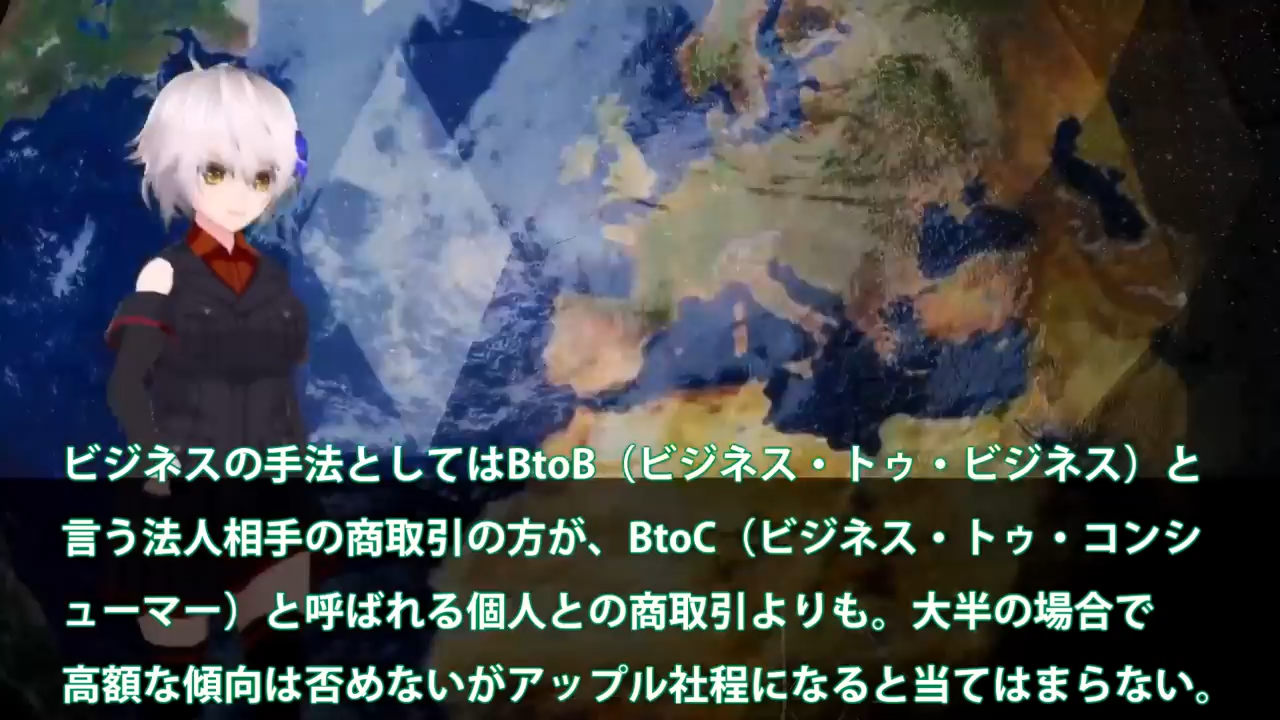 ビジネスの手法としてはBtoB（ビジネス・トゥ・ビジネス）と
言う法人相手の商取引の方が、BtoC（ビジネス・トゥ・コンシ
ューマー）と呼ばれる個人との商取引よりも。大半の場合で
高額な傾向は否めないがアップル社程になると当てはまらない。